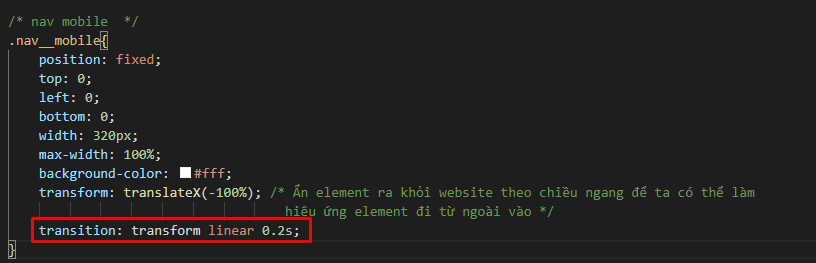 /* nav mobile  */
.nav__mobile{
position: fixed;
top: 0;
left: 0;
bottom: 0;
width: 320px;
max-width: 100%;
background-color: #fff;
transform: translateX(-100%); /* Ẩn element ra khỏi website theo chiều ngang để ta có thể làm
hiệu ứng element đi từ ngoài vào */
transition: transform linear 0.2s;
}